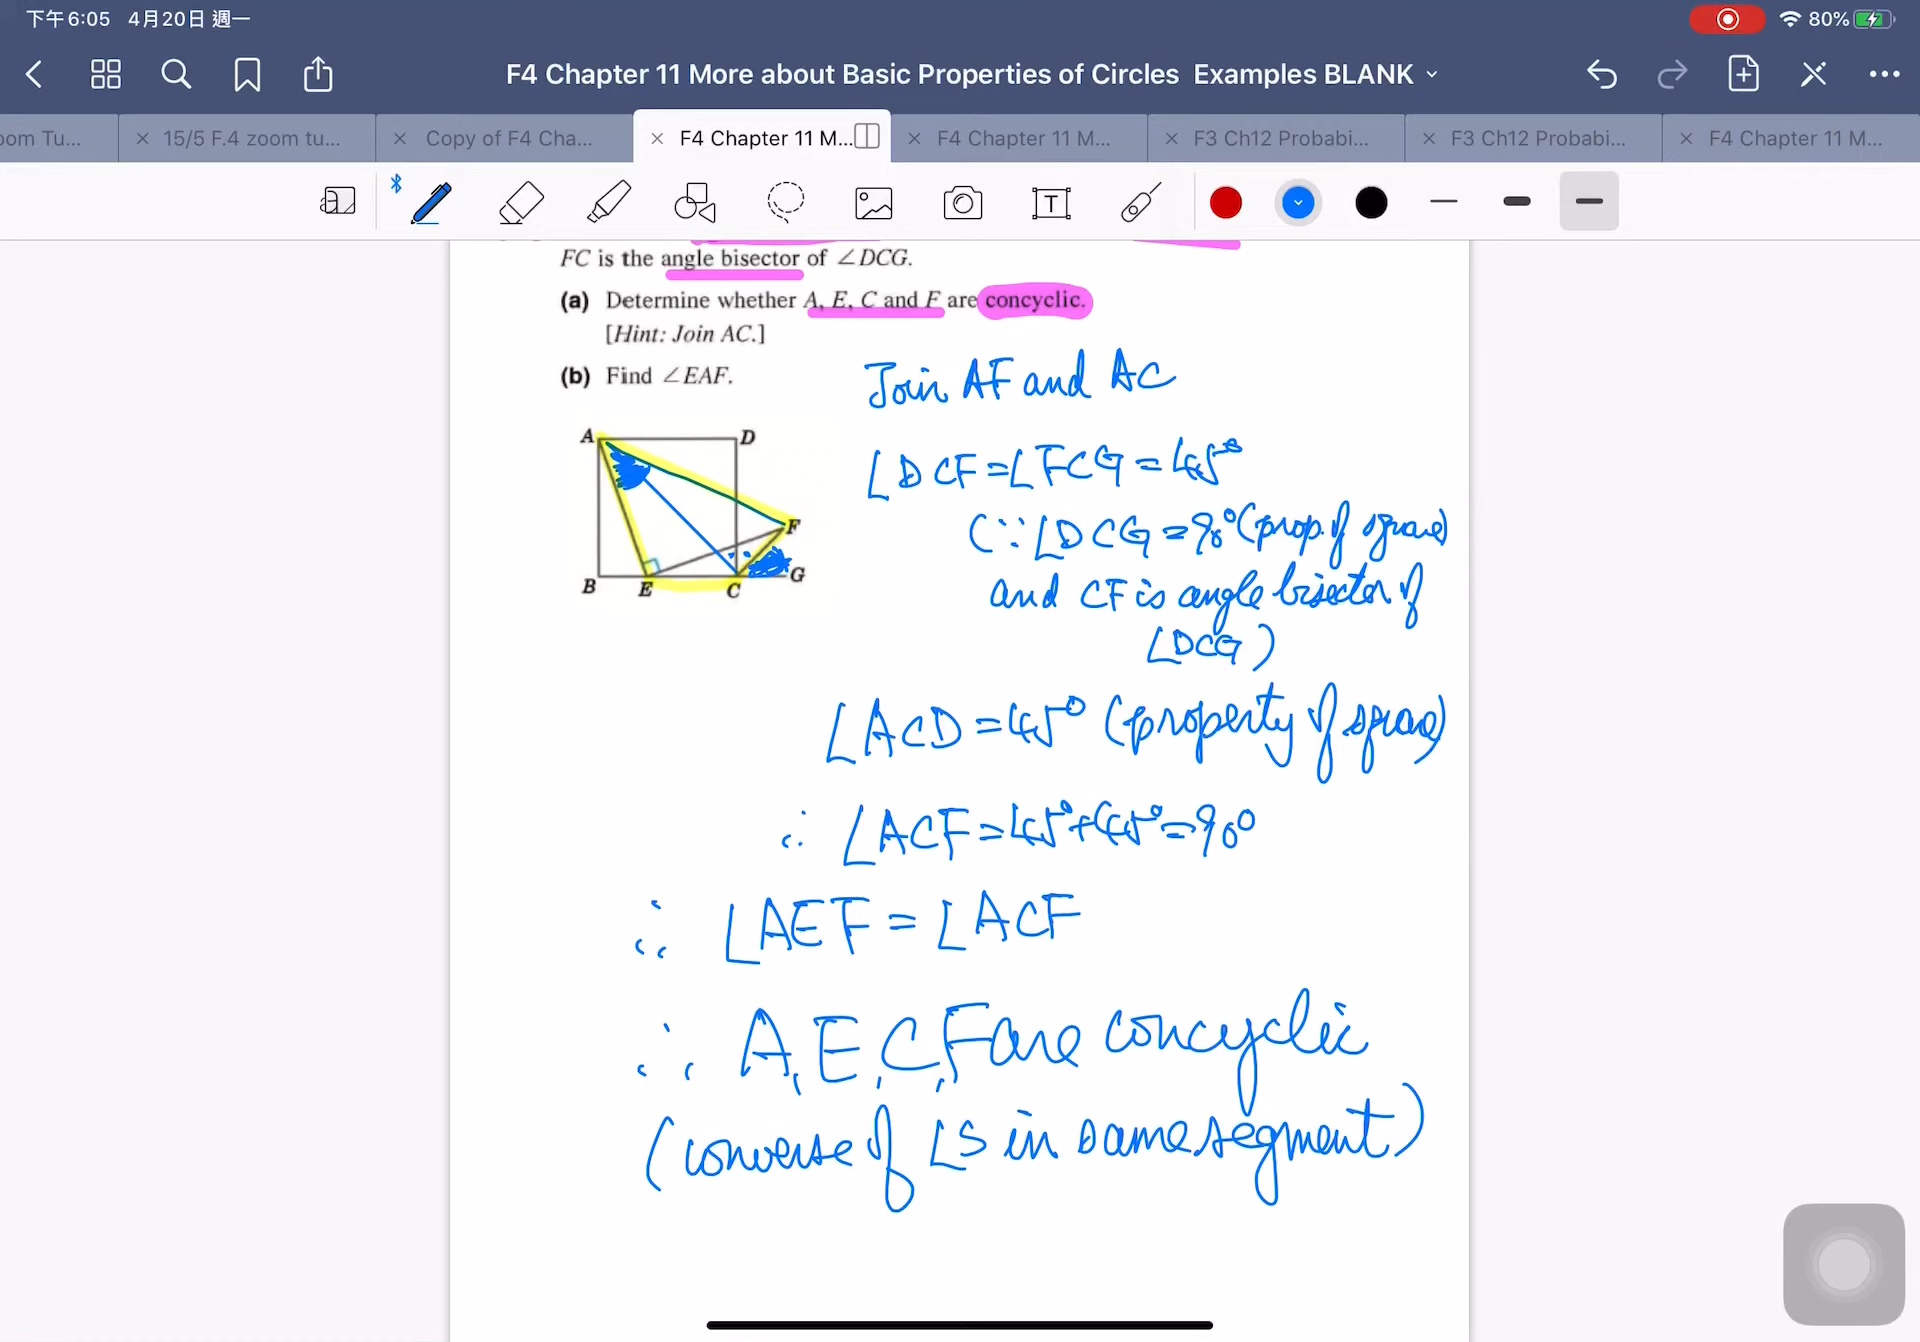 下午6:05 4月20日 週一
80%
F4 Chapter 11 More about Basic Properties of Circles Examples BLANK
oom Tu...
15/5 F.4 zoom tu...
Copy of F4 Cha...
F4 Chapter 11 M...
F4 Chapter 11 M...
F3 Ch12 Probabi...
F3 Ch12 Probabi...
F4 Chapter 11 M...
FC is the angle bisector of ∠DCG.
(a) Determine whether A, E, C and F are concyclic.
[Hint: Join AC.]
(b) Find ∠EAF.
A
D
F
B
E
C
G
Join AF and AC
∠DCF=∠FCG=45°
(∵∠DCG=90° (prop. of square)
and CF is angle bisector of
∠DCG)
∠ACD=45° (property of square)
∴ ∠ACF=45°+45°=90°
∴ ∠AEF=∠ACF
∴ A, E, C, F are concyclic
(converse of ∠s in same segment)